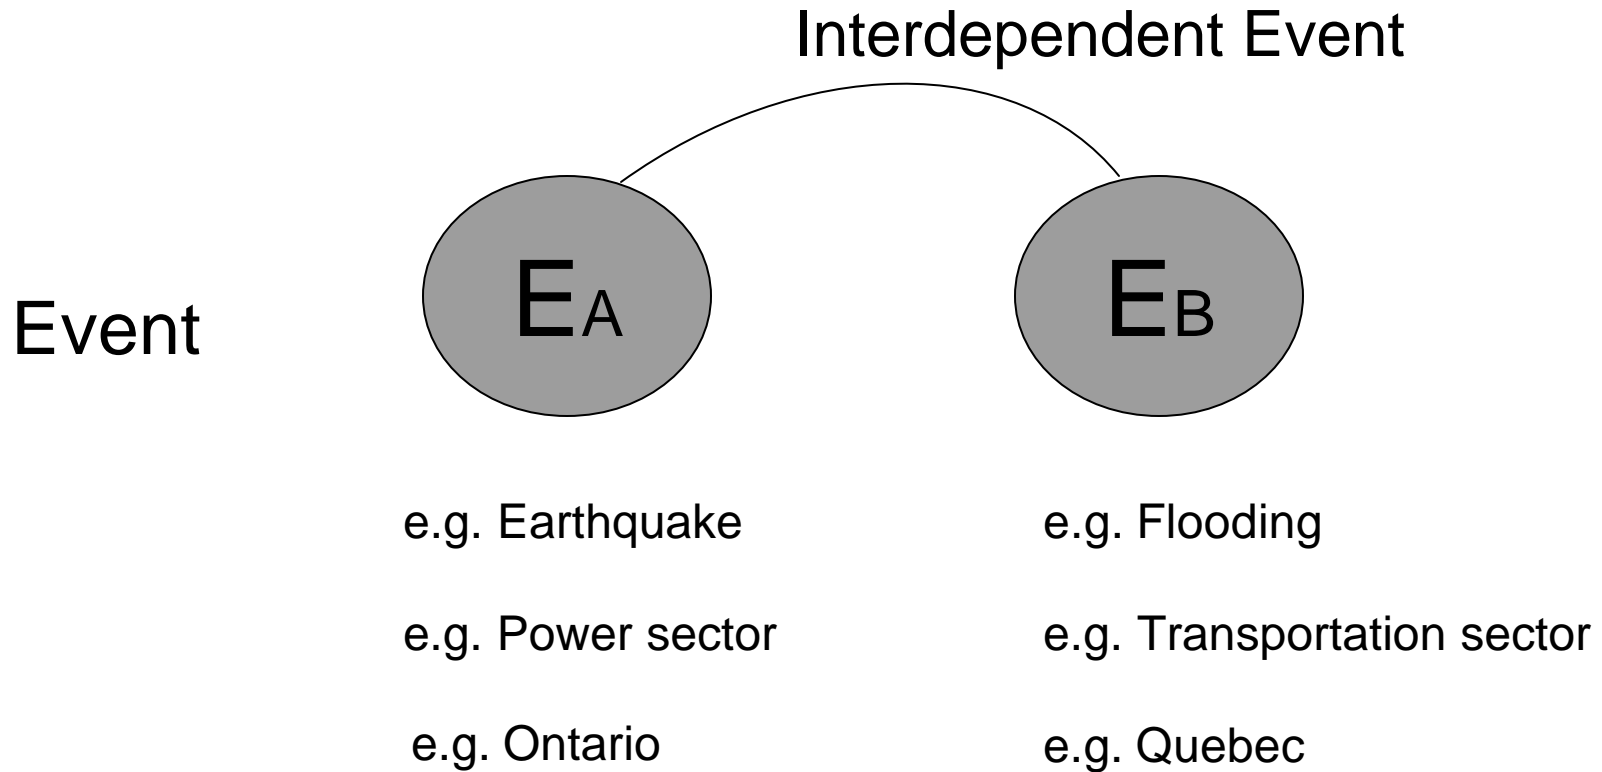 Interdependent Event
Event
EA
EB
e.g. Earthquake
e.g. Flooding
e.g. Power sector
e.g. Transportation sector
e.g. Ontario
e.g. Quebec